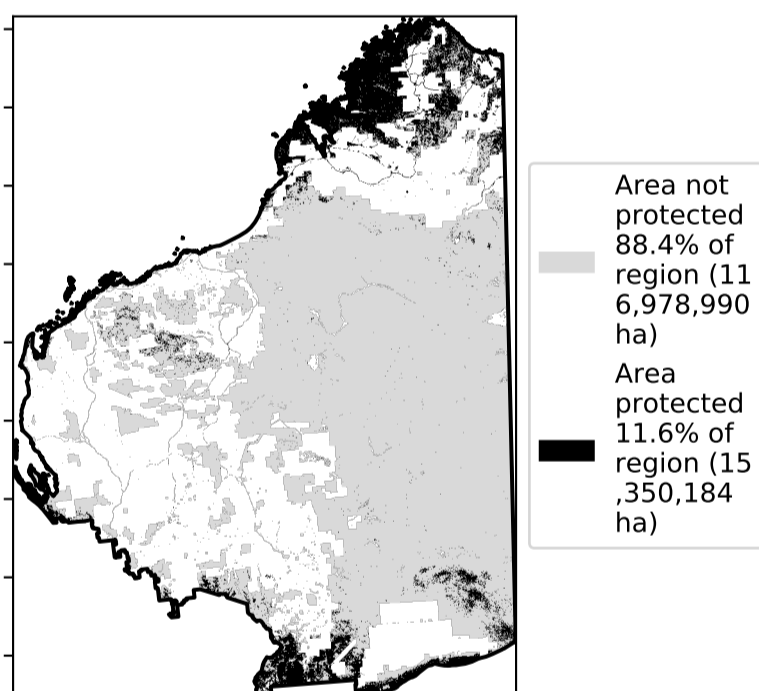 Area not
protected
88.4% of
region (11
6,978,990
ha)
Area
protected
11.6% of
region (15
,350,184
ha)